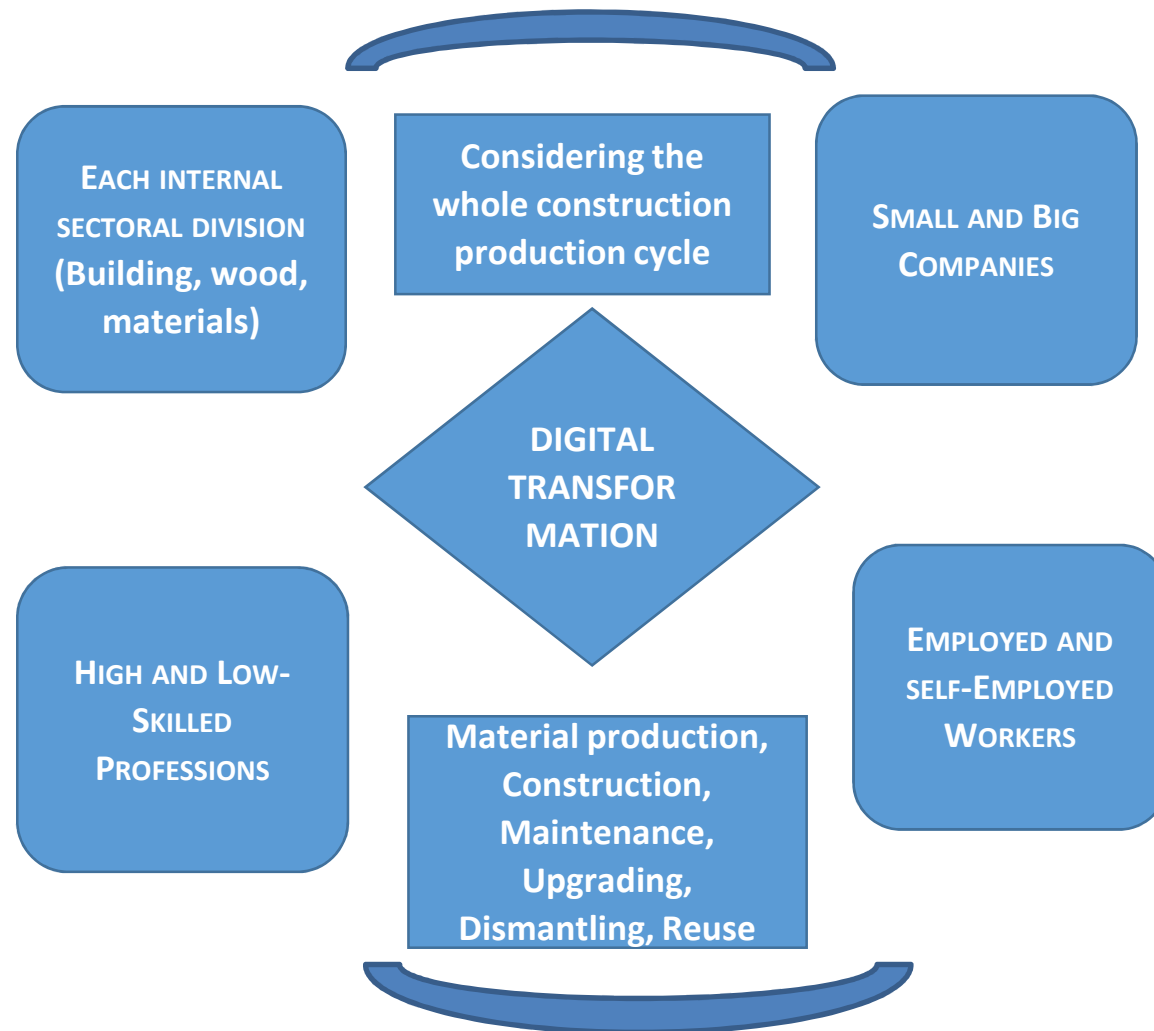 EACH INTERNAL
SECTORAL DIVISION
(Building, wood,
materials)
Considering the
whole construction
production cycle
SMALL AND BIG
COMPANIES
DIGITAL
TRANSFOR
MATION
HIGH AND LOW-
SKILLED
PROFESSIONS
Material production,
Construction,
Maintenance,
Upgrading,
Dismantling, Reuse
EMPLOYED AND
SELF-EMPLOYED
WORKERS